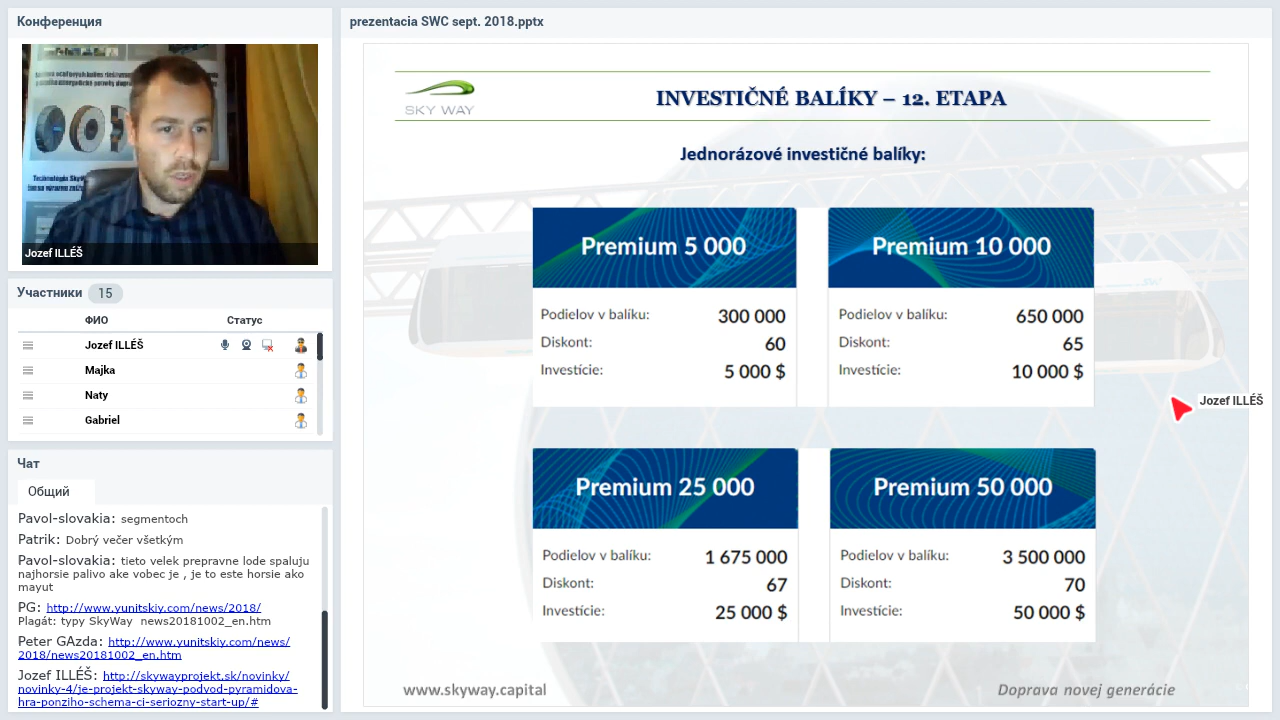 Конференция
Jozef ILLÉŠ
Участники 15
ФИО Статус
Jozef ILLÉŠ
Majka
Naty
Gabriel
Чат
Общий
Pavol-slovakia: segmentoch
Patrik: Dobrý večer všetkým
Pavol-slovakia: tieto velek prepravne lode spaluju
najhorsie palivo ake vobec je , je to este horsie ako
mayut
PG: http://www.yunitskiy.com/news/2018/
Plagát: typy SkyWay news20181002_en.htm
Peter GAzda: http://www.yunitskiy.com/news/
2018/news20181002_en.htm
Jozef ILLÉŠ: http://skywayprojekt.sk/novinky/
novinky-4/je-projekt-skyway-podvod-pyramidova-
hra-ponziho-schema-ci-seriozny-start-up/#
prezentacia SWC sept. 2018.pptx
SKY WAY
INVESTIČNÉ BALÍKY – 12. ETAPA
Jednorázové investičné balíky:
Premium 5 000
Podielov v balíku: 300 000
Diskont: 60
Investície: 5 000 $
Premium 10 000
Podielov v balíku: 650 000
Diskont: 65
Investície: 10 000 $
Jozef ILLÉŠ
Premium 25 000
Podielov v balíku: 1 675 000
Diskont: 67
Investície: 25 000 $
Premium 50 000
Podielov v balíku: 3 500 000
Diskont: 70
Investície: 50 000 $
www.skyway.capital
Doprava novej generácie